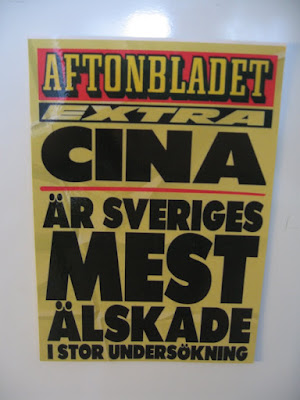 AFTONBLADET
EXTRA
CINA
ÄR SVERIGES
MEST
ÄLSKADE
I STOR UNDERSÖKNING